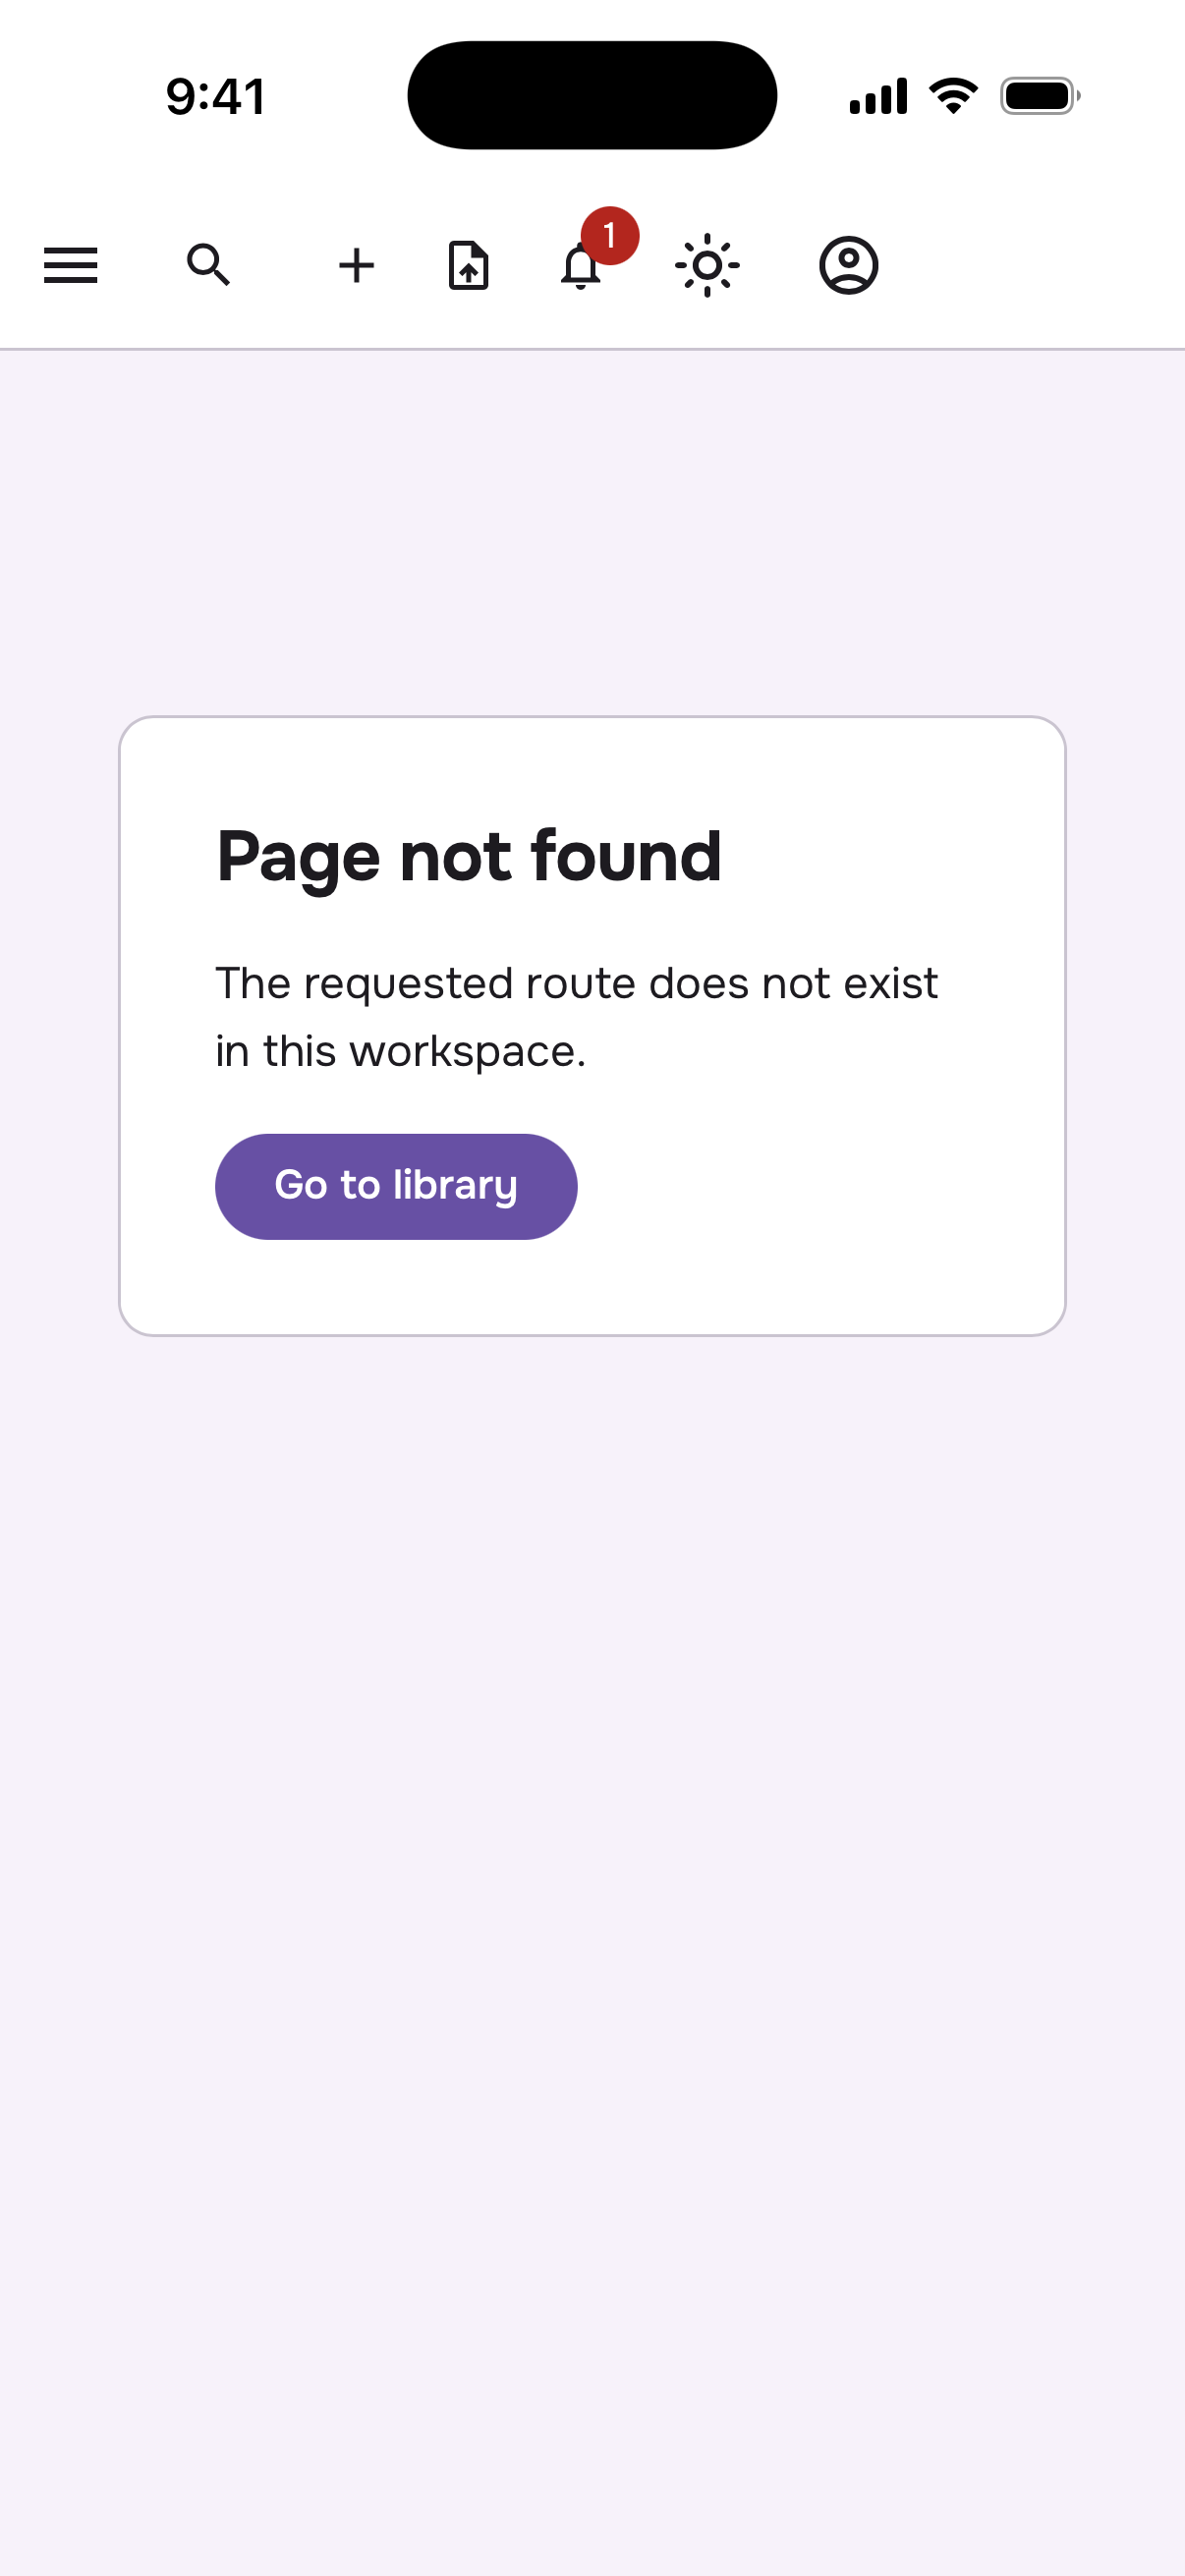 9:41
1
Page not found
The requested route does not exist
in this workspace.
Go to library